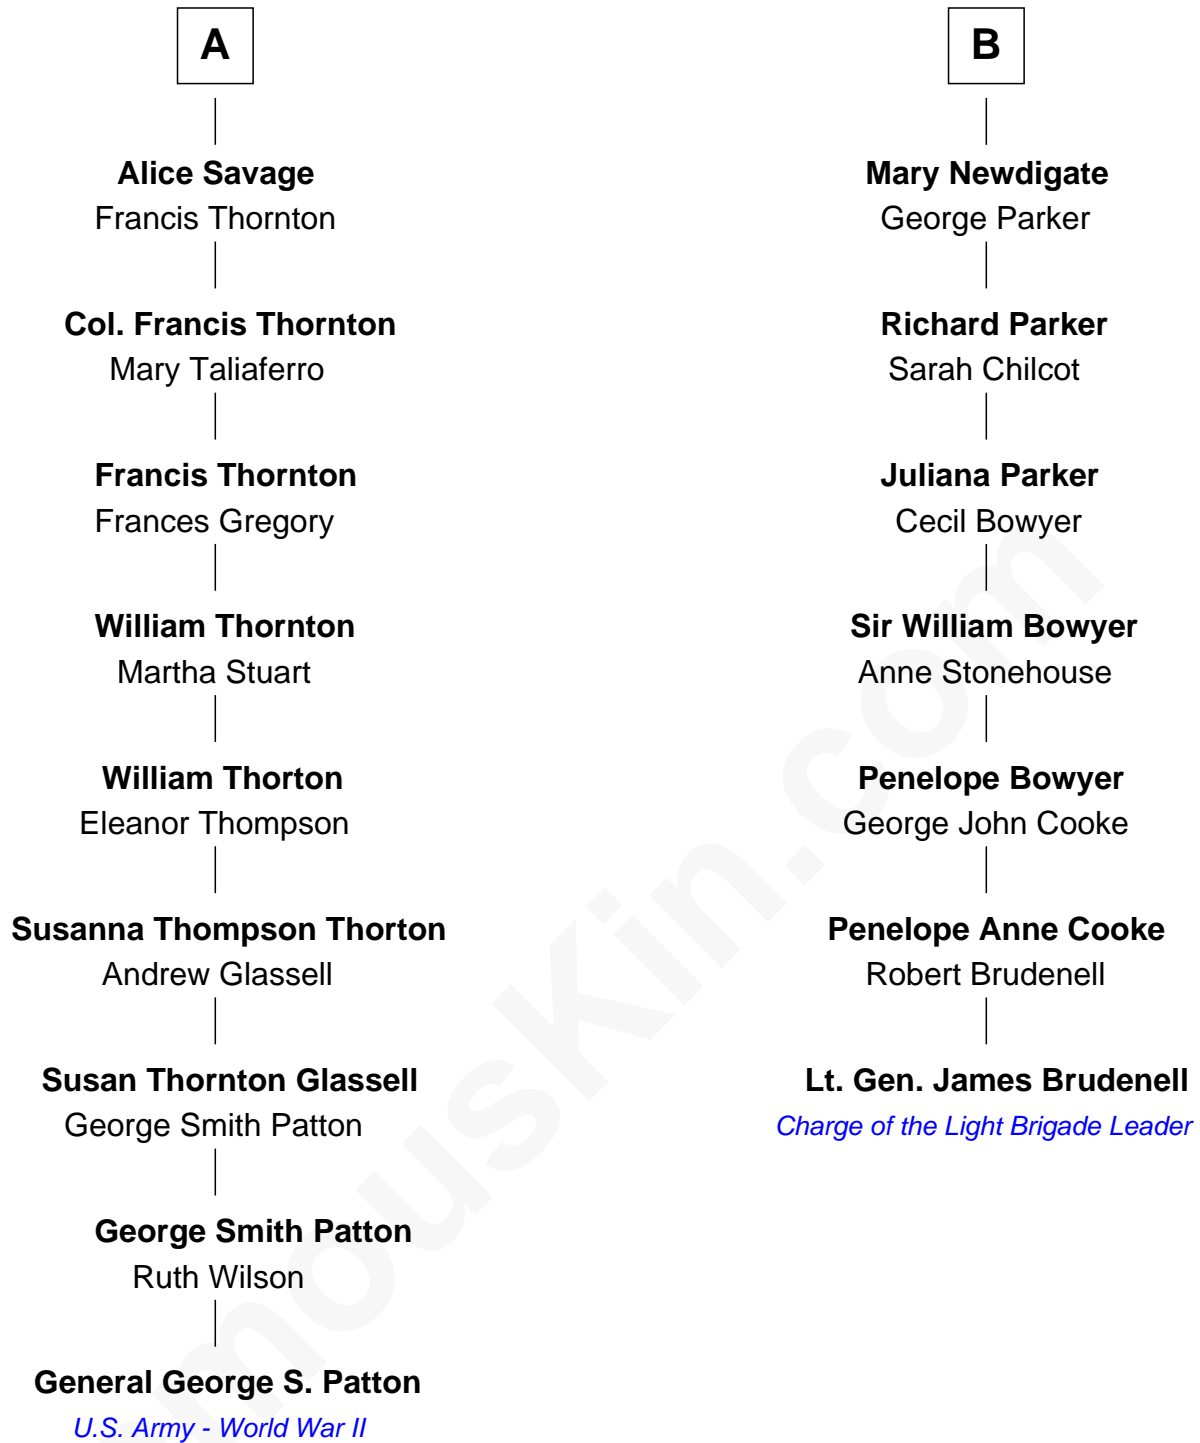 A
Alice Savage
Francis Thornton
Col. Francis Thornton
Mary Taliaferro
Francis Thornton
Frances Gregory
William Thornton
Martha Stuart
William Thorton
Eleanor Thompson
Susanna Thompson Thorton
Andrew Glassell
Susan Thornton Glassell
George Smith Patton
George Smith Patton
Ruth Wilson
General George S. Patton
U.S. Army - World War II
B
Mary Newdigate
George Parker
Richard Parker
Sarah Chilcot
Juliana Parker
Cecil Bowyer
Sir William Bowyer
Anne Stonehouse
Penelope Bowyer
George John Cooke
Penelope Anne Cooke
Robert Brudenell
Lt. Gen. James Brudenell
Charge of the Light Brigade Leader
mousKin.com